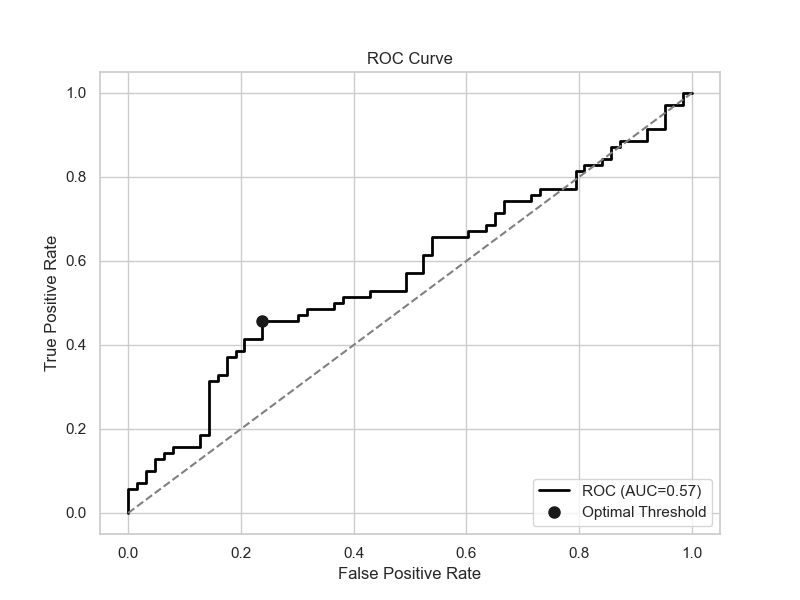 ROC Curve
1.0
0.8
0.6
0.4
0.2
0.0
True Positive Rate
0.0 0.2 0.4 0.6 0.8 1.0
False Positive Rate
ROC (AUC=0.57)
Optimal Threshold